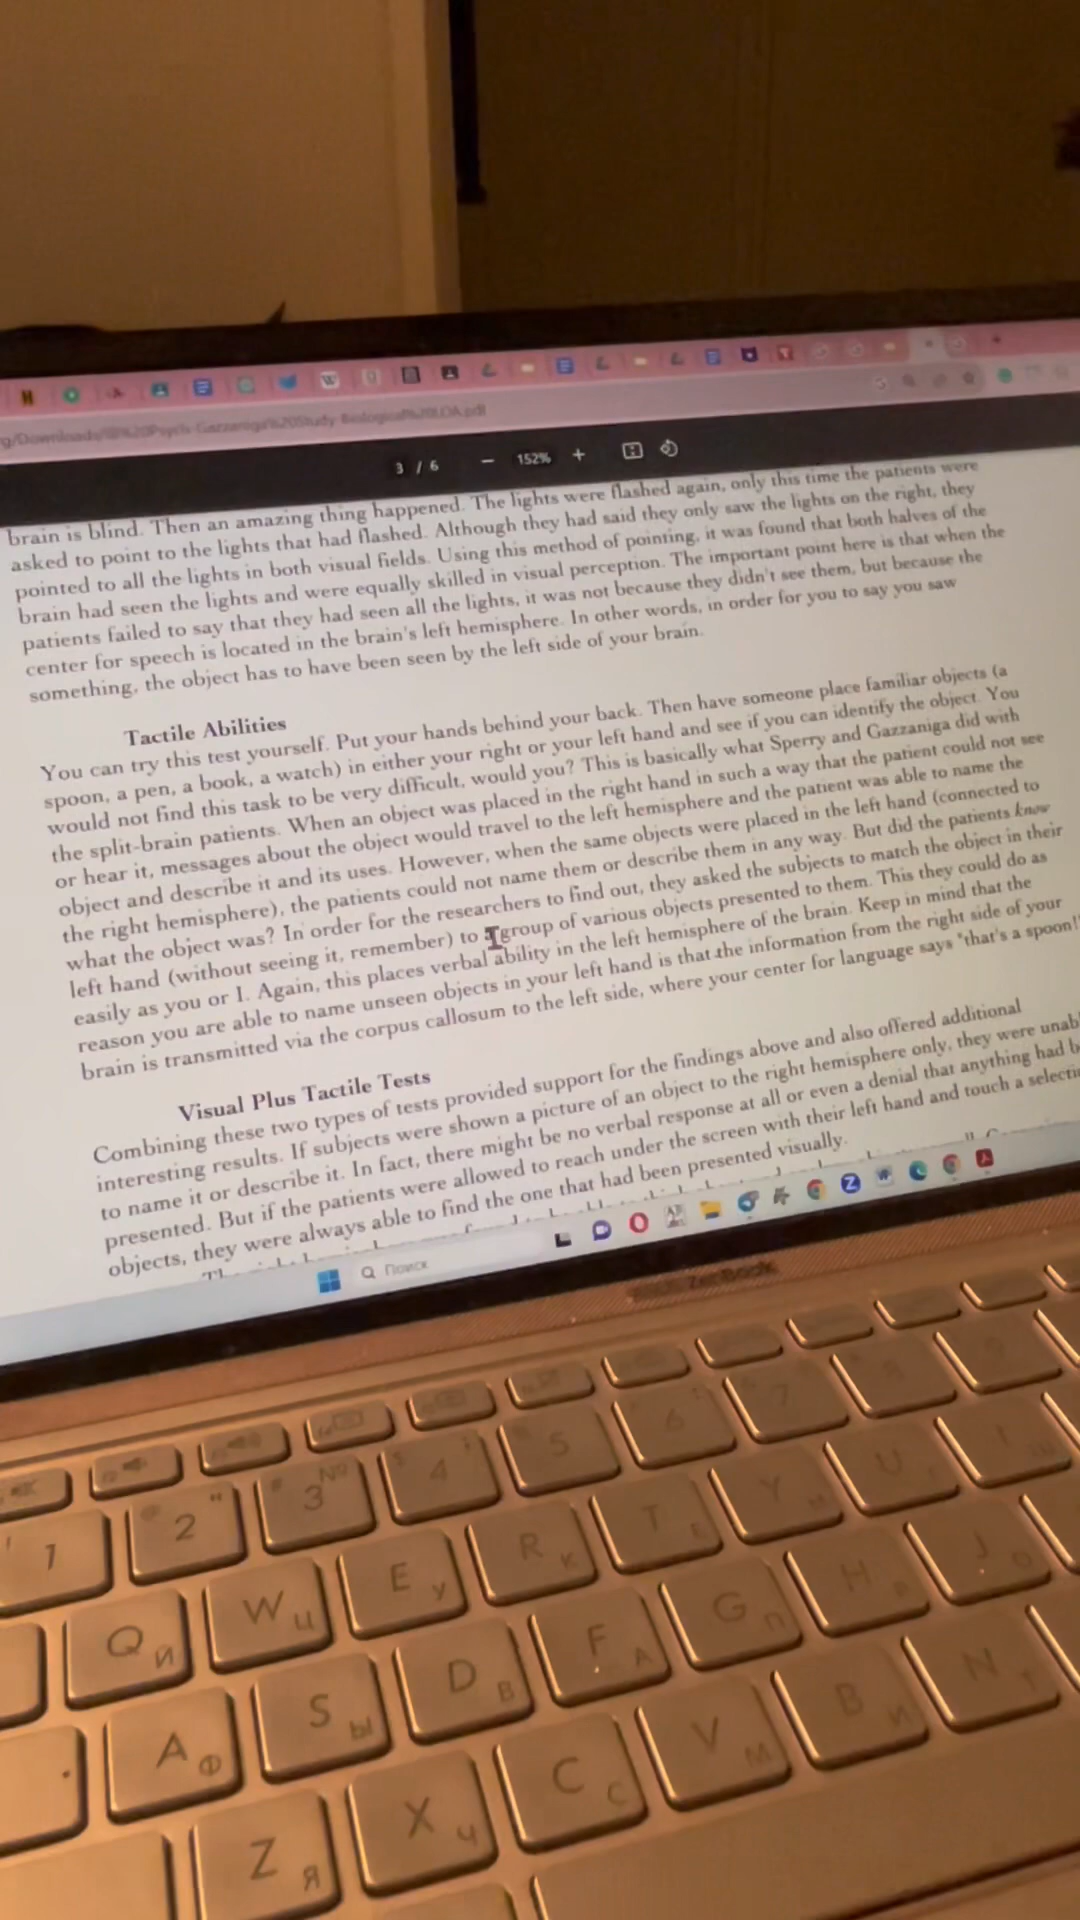 3 / 6
152%
brain is blind. Then an amazing thing happened. The lights were flashed again, only this time the patients were
asked to point to the lights that had flashed. Although they had said they only saw the lights on the right, they
pointed to all the lights in both visual fields. Using this method of pointing, it was found that both halves of the
brain had seen the lights and were equally skilled in visual perception. The important point here is that when the
patients failed to say that they had seen all the lights, it was not because they didn't see them, but because the
center for speech is located in the brain's left hemisphere. In other words, in order for you to say you saw
something, the object has to have been seen by the left side of your brain.
Tactile Abilities
You can try this test yourself. Put your hands behind your back. Then have someone place familiar objects (a
spoon, a pen, a book, a watch) in either your right or your left hand and see if you can identify the object. You
would not find this task to be very difficult, would you? This is basically what Sperry and Gazzaniga did with
the split-brain patients. When an object was placed in the right hand in such a way that the patient could not see
or hear it, messages about the object would travel to the left hemisphere and the patient was able to name the
object and describe it and its uses. However, when the same objects were placed in the left hand (connected to
the right hemisphere), the patients could not name them or describe them in any way. But did the patients know
what the object was? In order for the researchers to find out, they asked the subjects to match the object in their
left hand (without seeing it, remember) to a group of various objects presented to them. This they could do as
easily as you or I. Again, this places verbal ability in the left hemisphere of the brain. Keep in mind that the
reason you are able to name unseen objects in your left hand is that the information from the right side of your
brain is transmitted via the corpus callosum to the left side, where your center for language says "that's a spoon!"
Visual Plus Tactile Tests
Combining these two types of tests provided support for the findings above and also offered additional
interesting results. If subjects were shown a picture of an object to the right hemisphere only, they were unab
to name it or describe it. In fact, there might be no verbal response at all or even a denial that anything had b
presented. But if the patients were allowed to reach under the screen with their left hand and touch a selecti
objects, they were always able to find the one that had been presented visually.
Поиск
1 2 " 3 № 4 5 6 7
Q Й W Ц E У R К T Е Y U
A Ф S Ы D В F А G П H J О
Z Я X Ч C С V М B И N Т